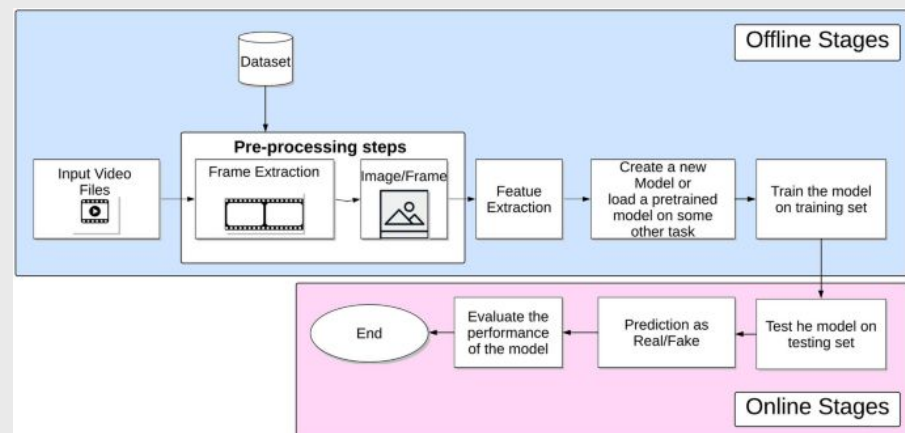 Offline Stages
Dataset
Pre-processing steps
Input Video
Files
Frame Extraction
Image/Frame
Featue
Extraction
Create a new
Model or
load a pretrained
model on some
other task
Train the model
on training set
End
Evaluate the
performance
of the model
Prediction as
Real/Fake
Test he model on
testing set
Online Stages